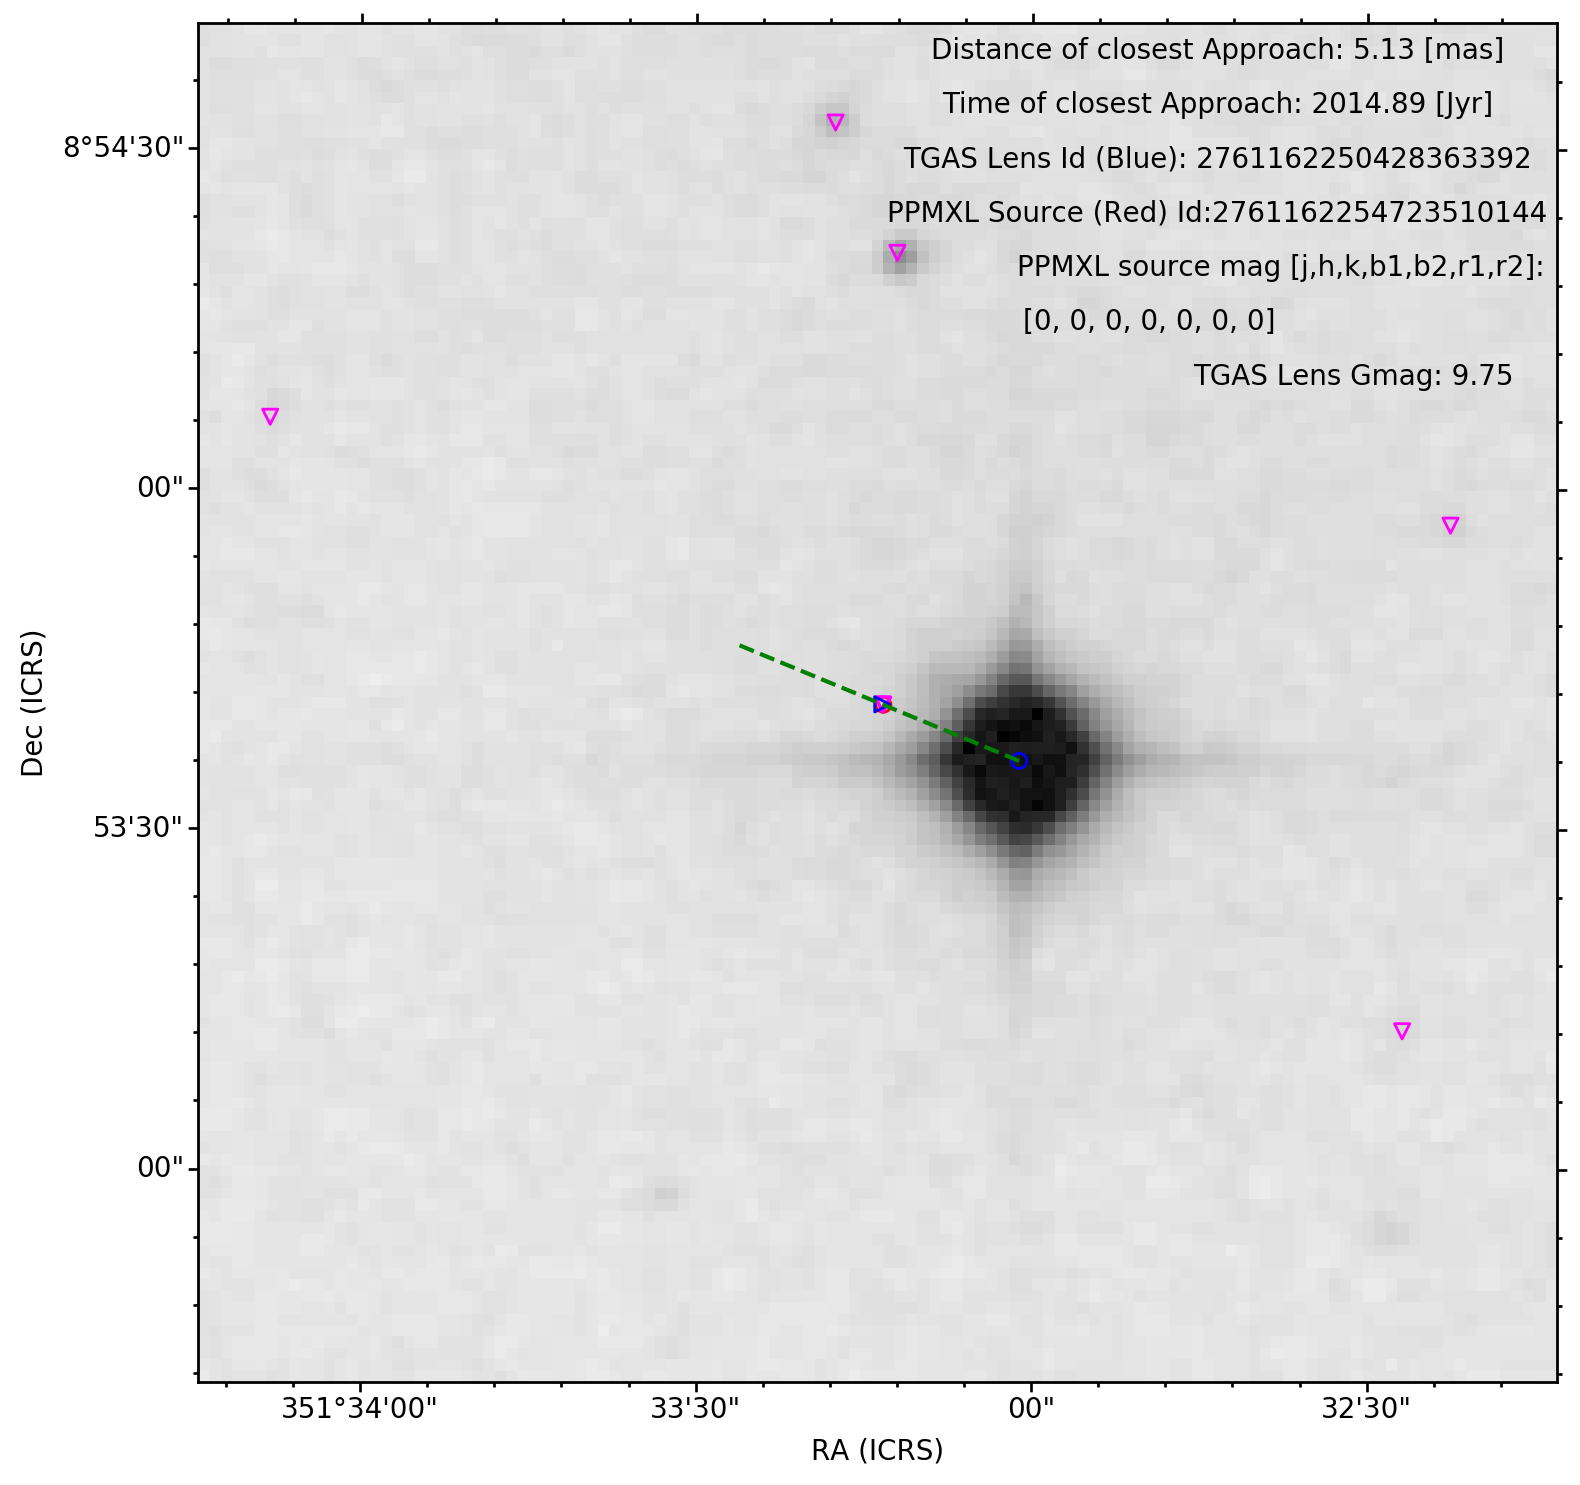 Distance of closest Approach: 5.13 [mas]
Time of closest Approach: 2014.89 [Jyr]
TGAS Lens Id (Blue): 2761162250428363392
PPMXL Source (Red) Id:2761162254723510144
PPMXL source mag [j,h,k,b1,b2,r1,r2]:
[0, 0, 0, 0, 0, 0, 0]
TGAS Lens Gmag: 9.75
8°54'30"
00"
53'30"
00"
Dec (ICRS)
351°34'00"
33'30"
00"
32'30"
RA (ICRS)